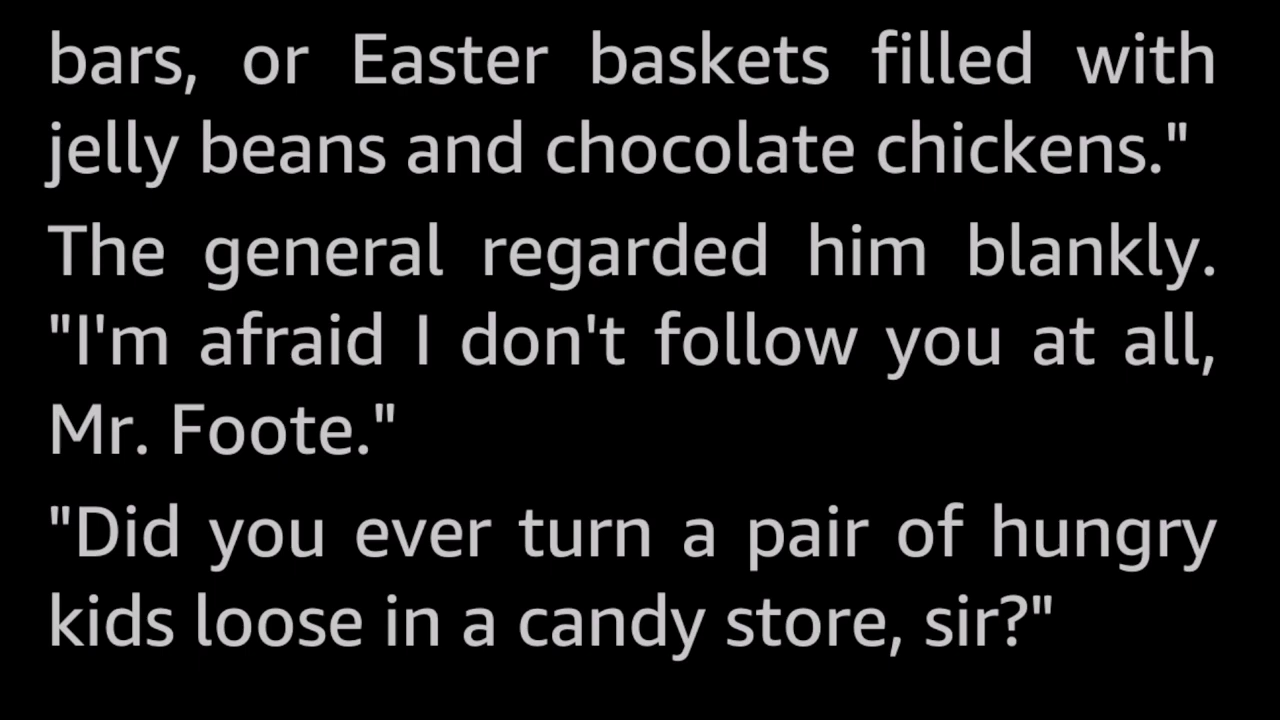 bars, or Easter baskets filled with
jelly beans and chocolate chickens."
The general regarded him blankly.
"I'm afraid I don't follow you at all,
Mr. Foote."
"Did you ever turn a pair of hungry
kids loose in a candy store, sir?"